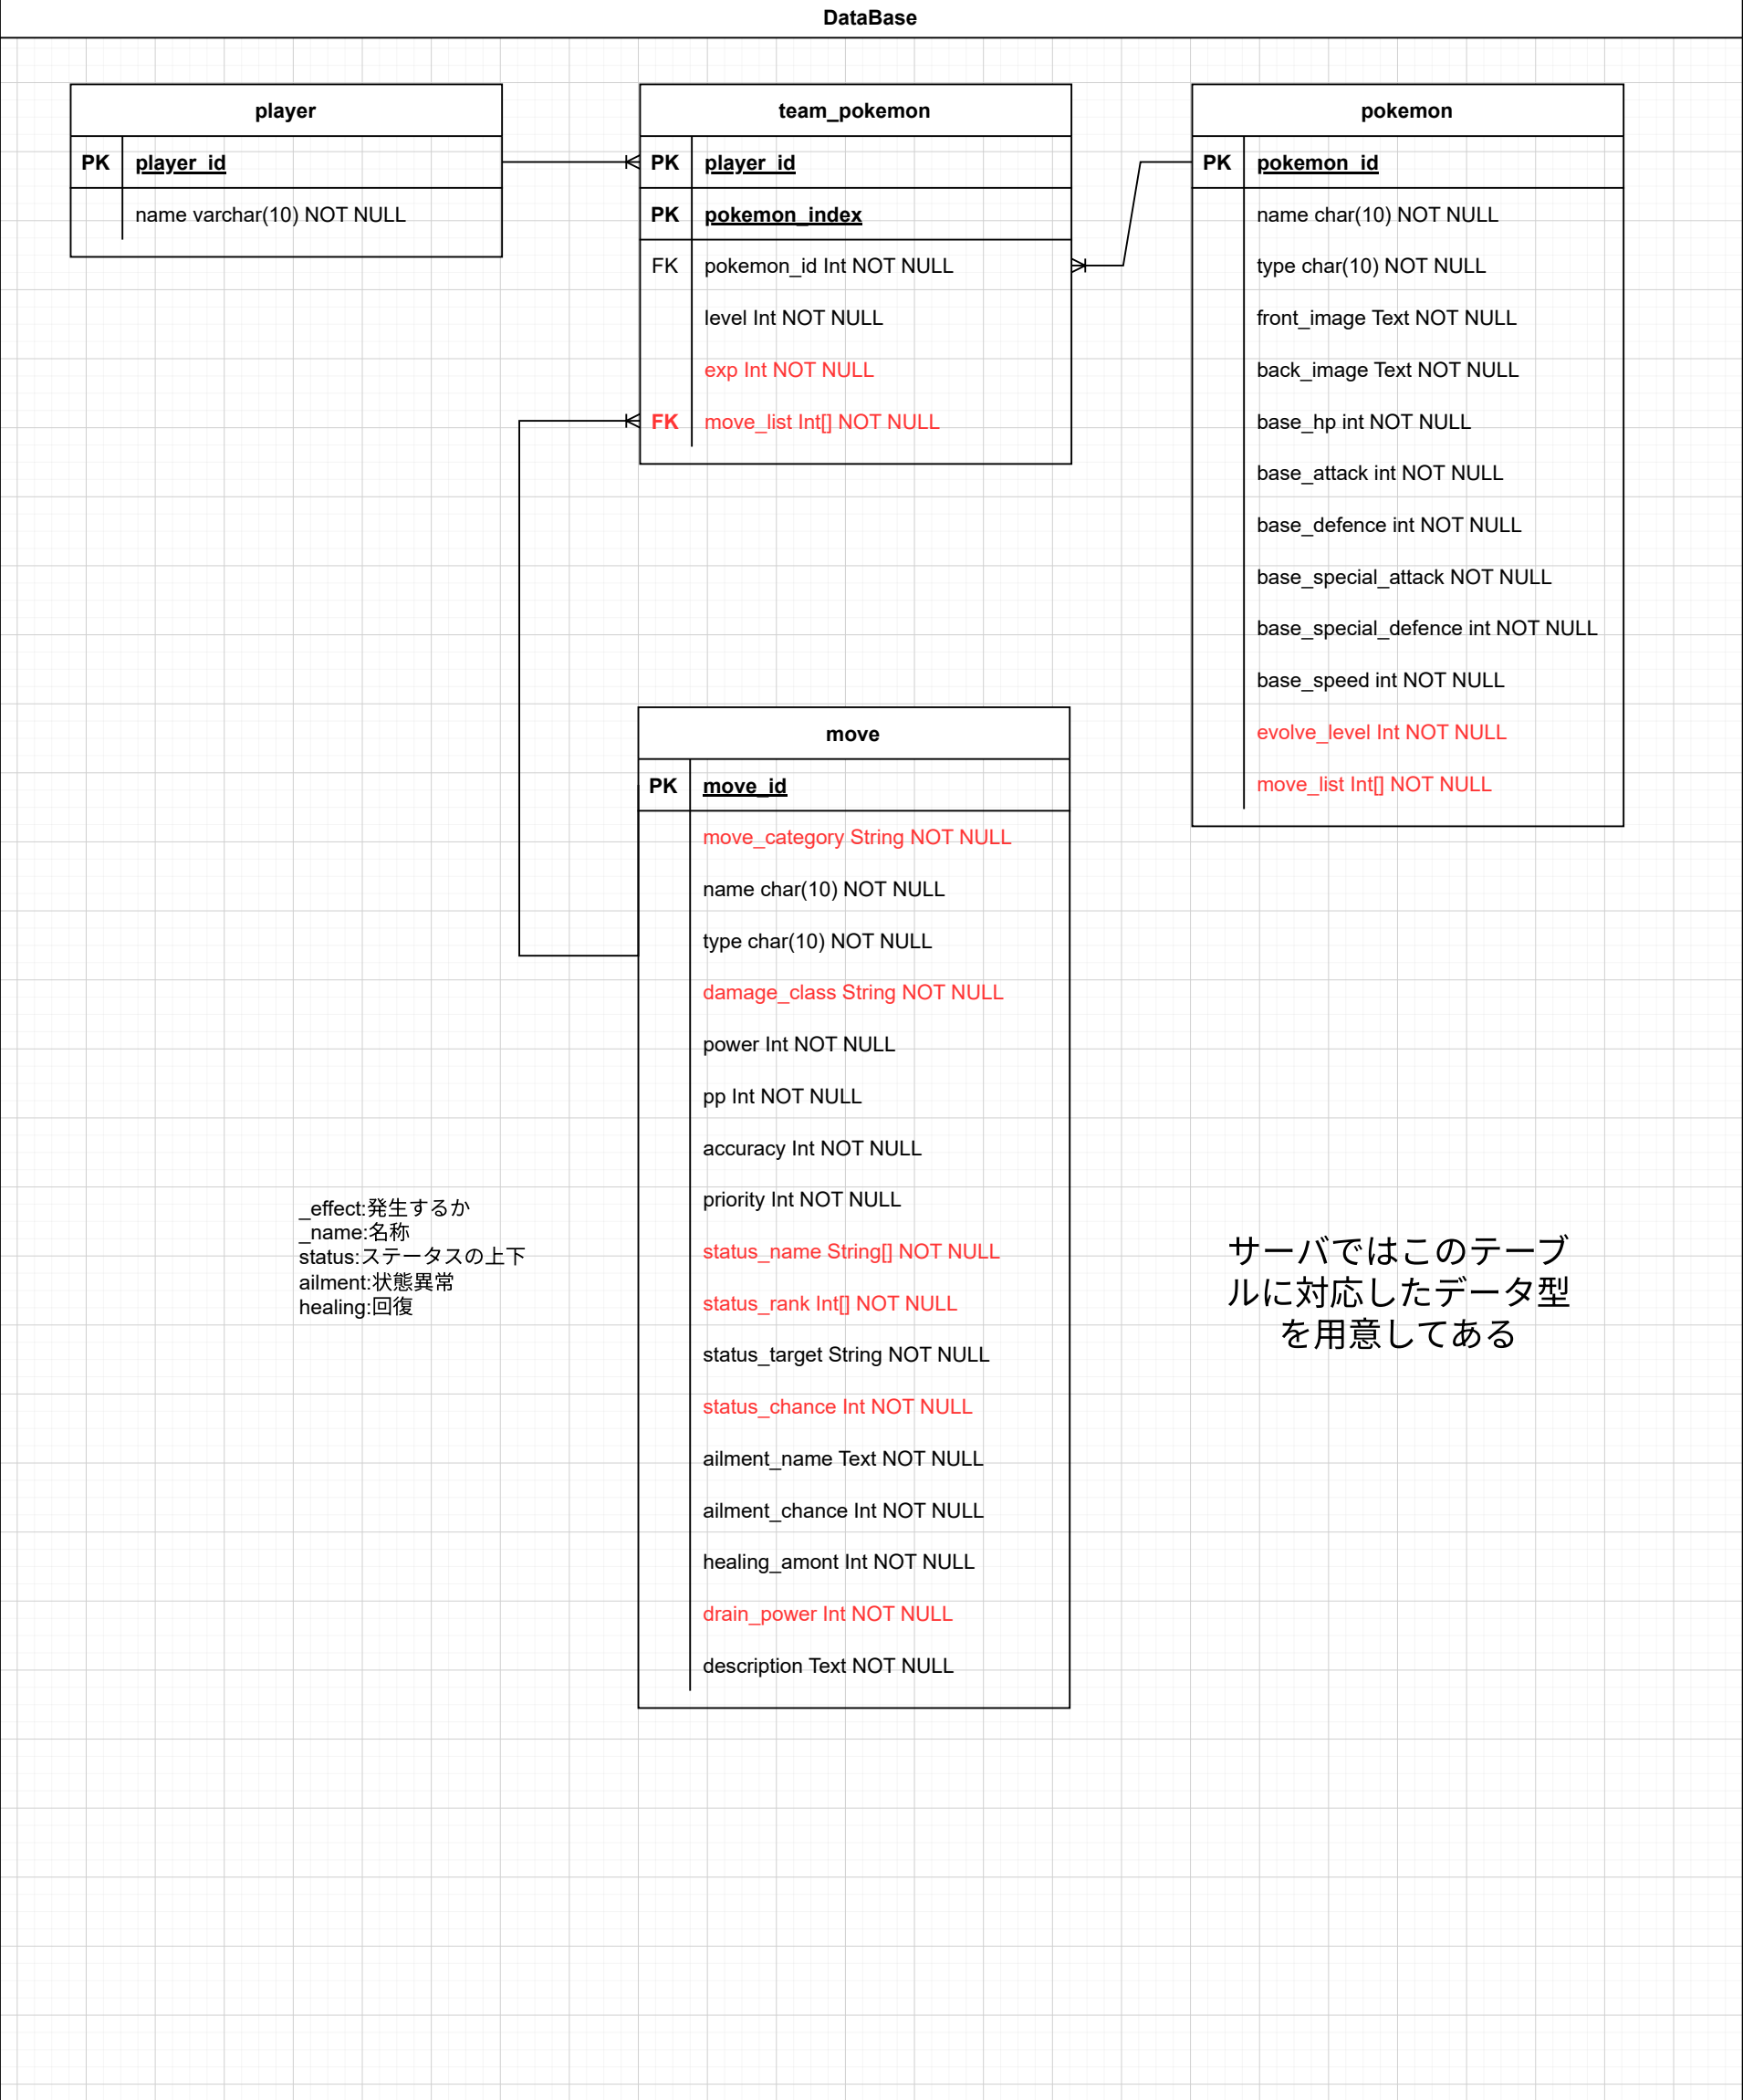 DataBase
player
PK player_id
name varchar(10) NOT NULL
team_pokemon
PK player_id
PK pokemon_index
FK pokemon_id Int NOT NULL
level Int NOT NULL
exp Int NOT NULL
FK move_list Int[] NOT NULL
pokemon
PK pokemon_id
name char(10) NOT NULL
type char(10) NOT NULL
front_image Text NOT NULL
back_image Text NOT NULL
base_hp int NOT NULL
base_attack int NOT NULL
base_defence int NOT NULL
base_special_attack NOT NULL
base_special_defence int NOT NULL
base_speed int NOT NULL
evolve_level Int NOT NULL
move_list Int[] NOT NULL
move
PK move_id
move_category String NOT NULL
name char(10) NOT NULL
type char(10) NOT NULL
damage_class String NOT NULL
power Int NOT NULL
pp Int NOT NULL
accuracy Int NOT NULL
priority Int NOT NULL
status_name String[] NOT NULL
status_rank Int[] NOT NULL
status_target String NOT NULL
status_chance Int NOT NULL
ailment_name Text NOT NULL
ailment_chance Int NOT NULL
healing_amont Int NOT NULL
drain_power Int NOT NULL
description Text NOT NULL
_effect:発生するか
_name:名称
status:ステータスの上下
ailment:状態異常
healing:回復
サーバではこのテーブ
ルに対応したデータ型
を用意してある